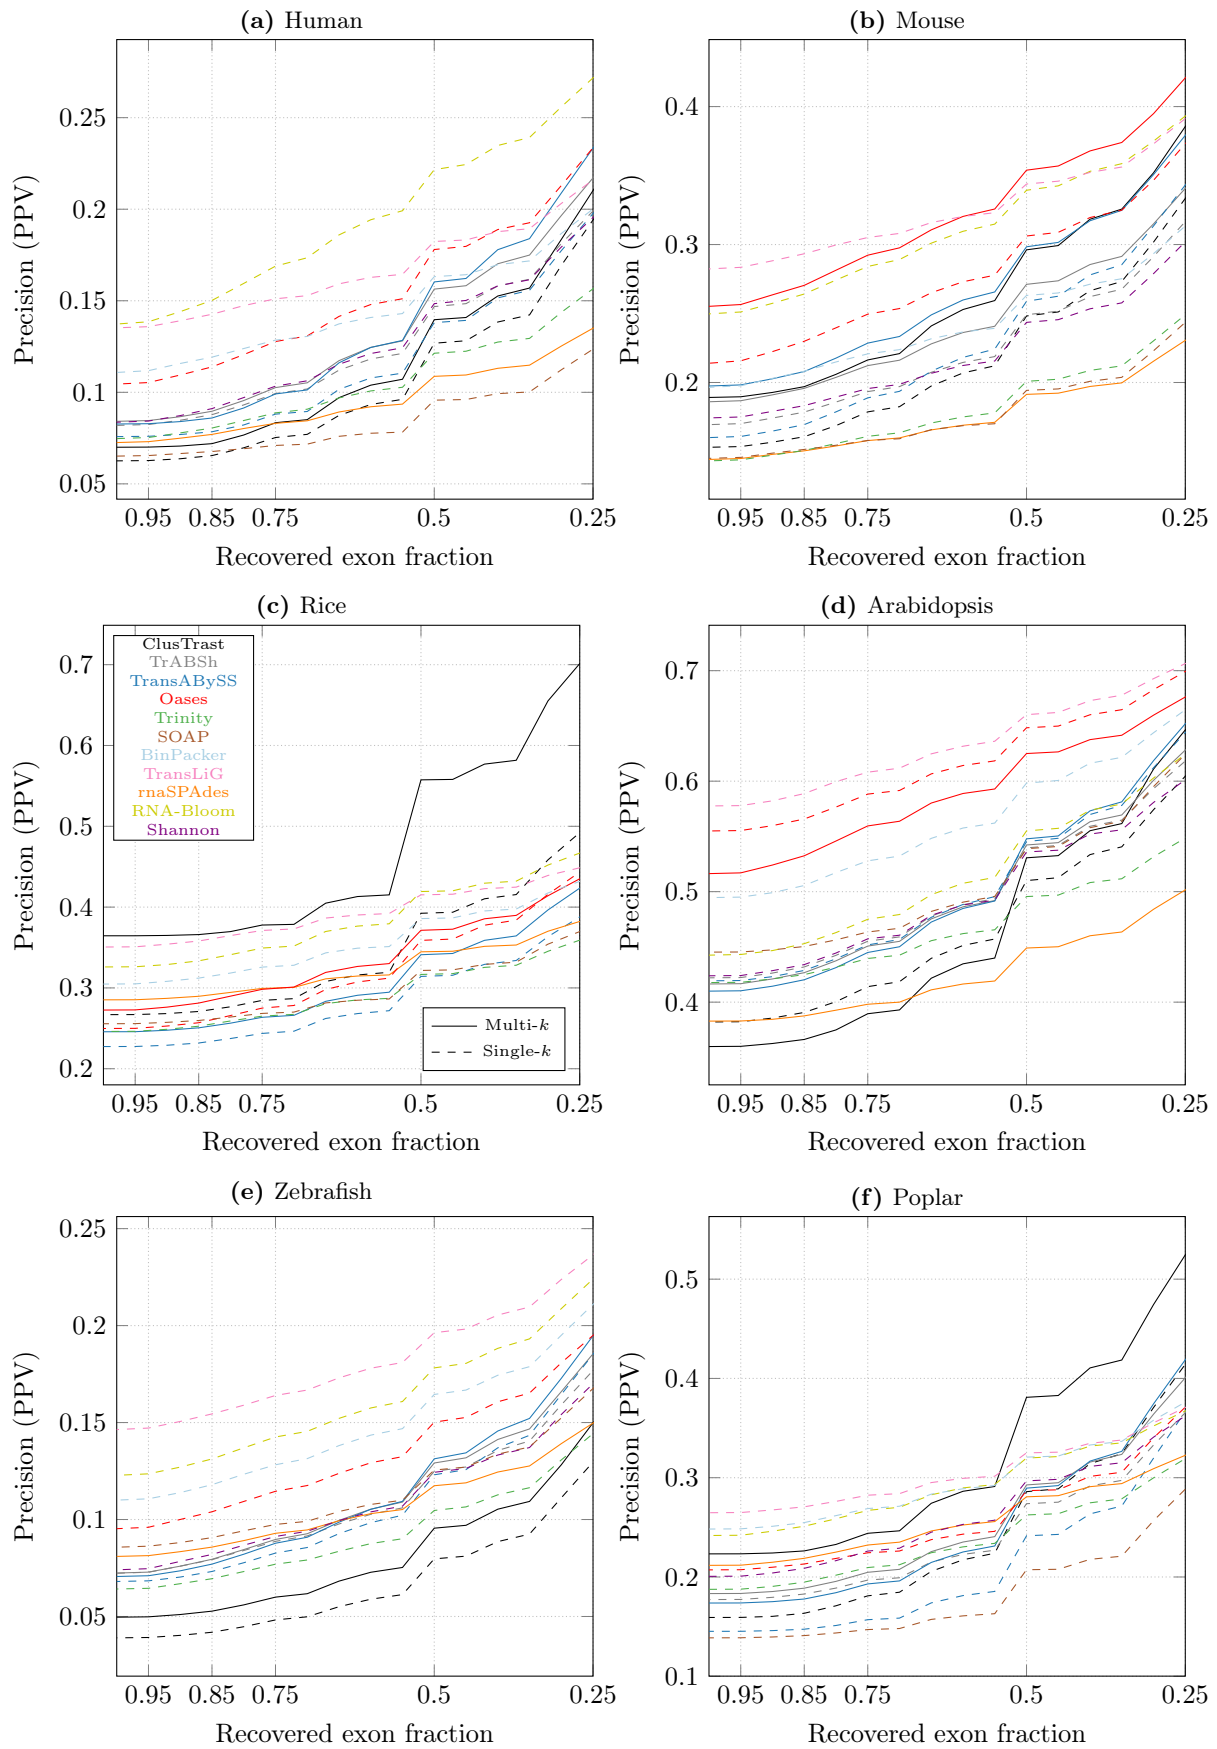 (a) Human
Precision (PPV)
0.25
0.2
0.15
0.1
0.05
0.95 0.85 0.75 0.5 0.25
Recovered exon fraction
(b) Mouse
Precision (PPV)
0.4
0.3
0.2
0.95 0.85 0.75 0.5 0.25
Recovered exon fraction
(c) Rice
Precision (PPV)
0.7
0.6
0.5
0.4
0.3
0.2
ClusTrast
TrABSh
TransABySS
Oases
Trinity
SOAP
BinPacker
TransLiG
rnaSPAdes
RNA-Bloom
Shannon
Multi-k
Single-k
0.95 0.85 0.75 0.5 0.25
Recovered exon fraction
(d) Arabidopsis
Precision (PPV)
0.7
0.6
0.5
0.4
0.95 0.85 0.75 0.5 0.25
Recovered exon fraction
(e) Zebrafish
Precision (PPV)
0.25
0.2
0.15
0.1
0.05
0.95 0.85 0.75 0.5 0.25
Recovered exon fraction
(f) Poplar
Precision (PPV)
0.5
0.4
0.3
0.2
0.1
0.95 0.85 0.75 0.5 0.25
Recovered exon fraction